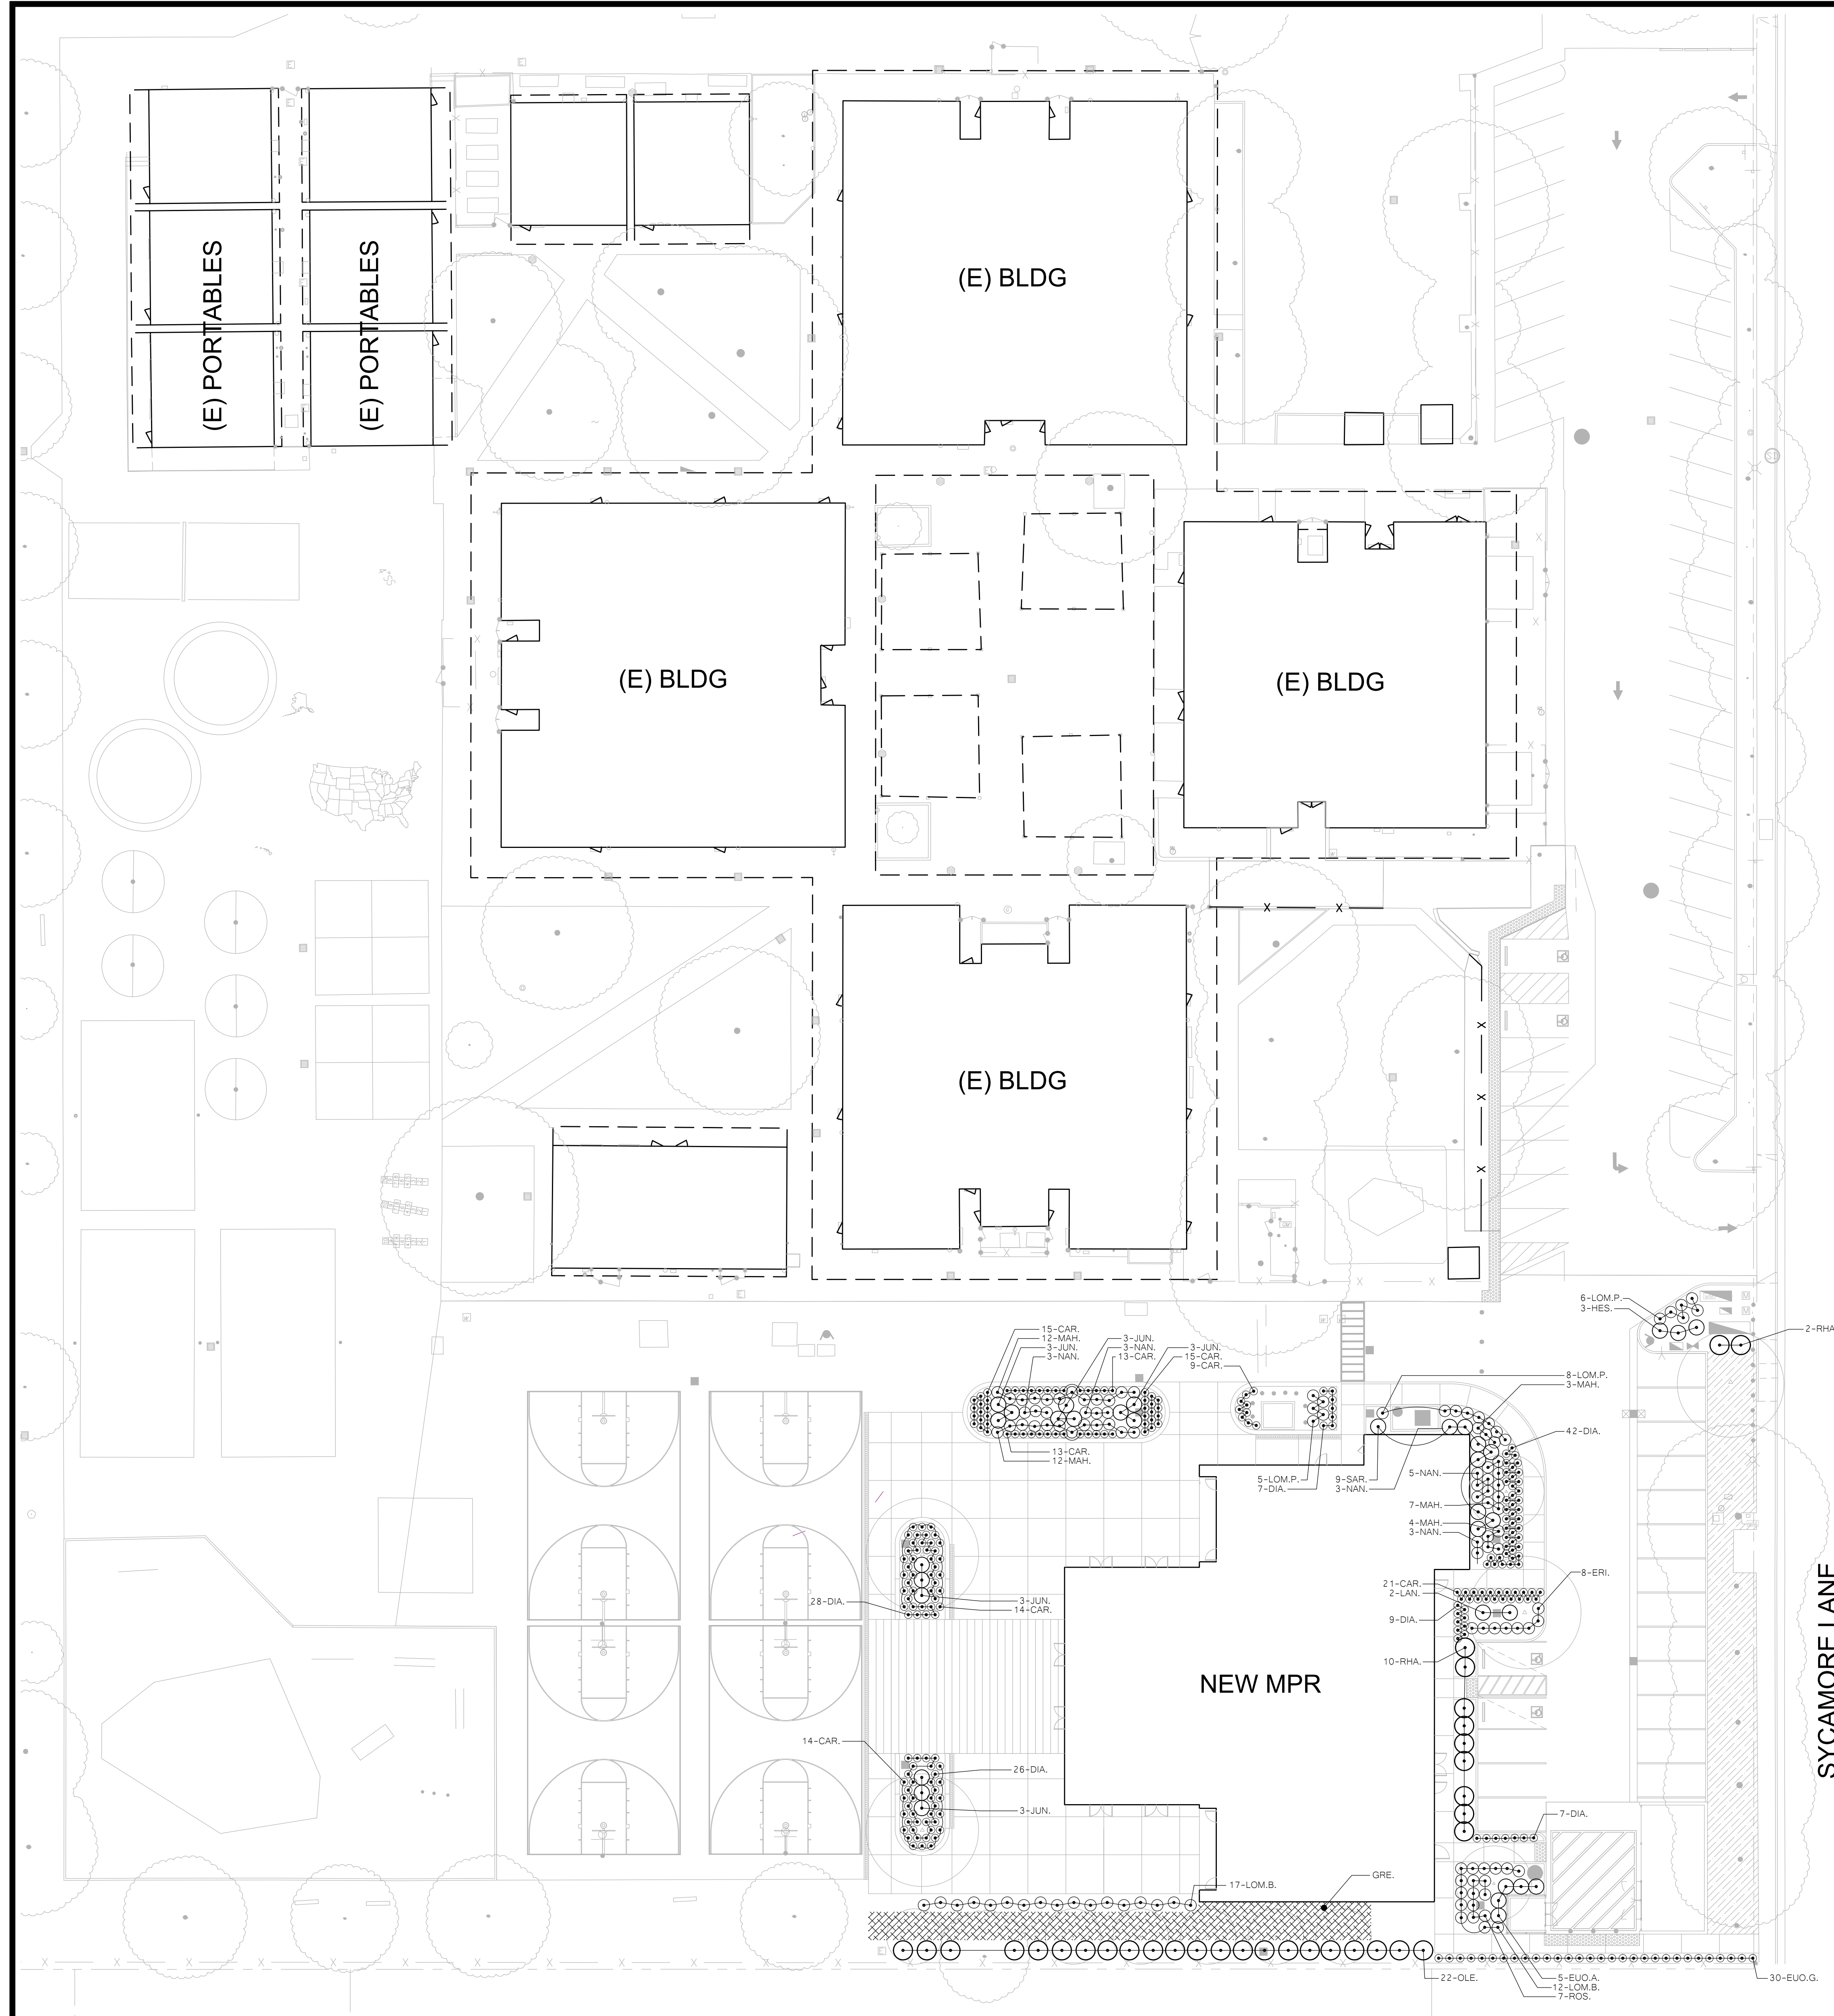 (E) PORTABLES
(E) PORTABLES
(E) BLDG
(E) BLDG
(E) BLDG
(E) BLDG
6-LOM.P.
3-HES.
2-RHA
15-CAR.
12-MAH.
3-JUN.
3-NAN.
3-JUN.
3-NAN.
13-CAR.
3-JUN.
15-CAR.
9-CAR.
8-LOM.P.
3-MAH.
42-DIA.
13-CAR.
12-MAH.
5-LOM.P.
7-DIA.
9-SAR.
3-NAN.
5-NAN.
7-MAH.
4-MAH.
3-NAN.
28-DIA.
3-JUN.
14-CAR.
21-CAR.
2-LAN.
8-ERI.
9-DIA.
10-RHA.
NEW MPR
SYCAMORE LANE
14-CAR.
26-DIA.
3-JUN.
7-DIA.
GRE.
17-LOM.B.
22-OLE.
5-EUO.A.
12-LOM.B.
7-ROS.
30-EUO.G.